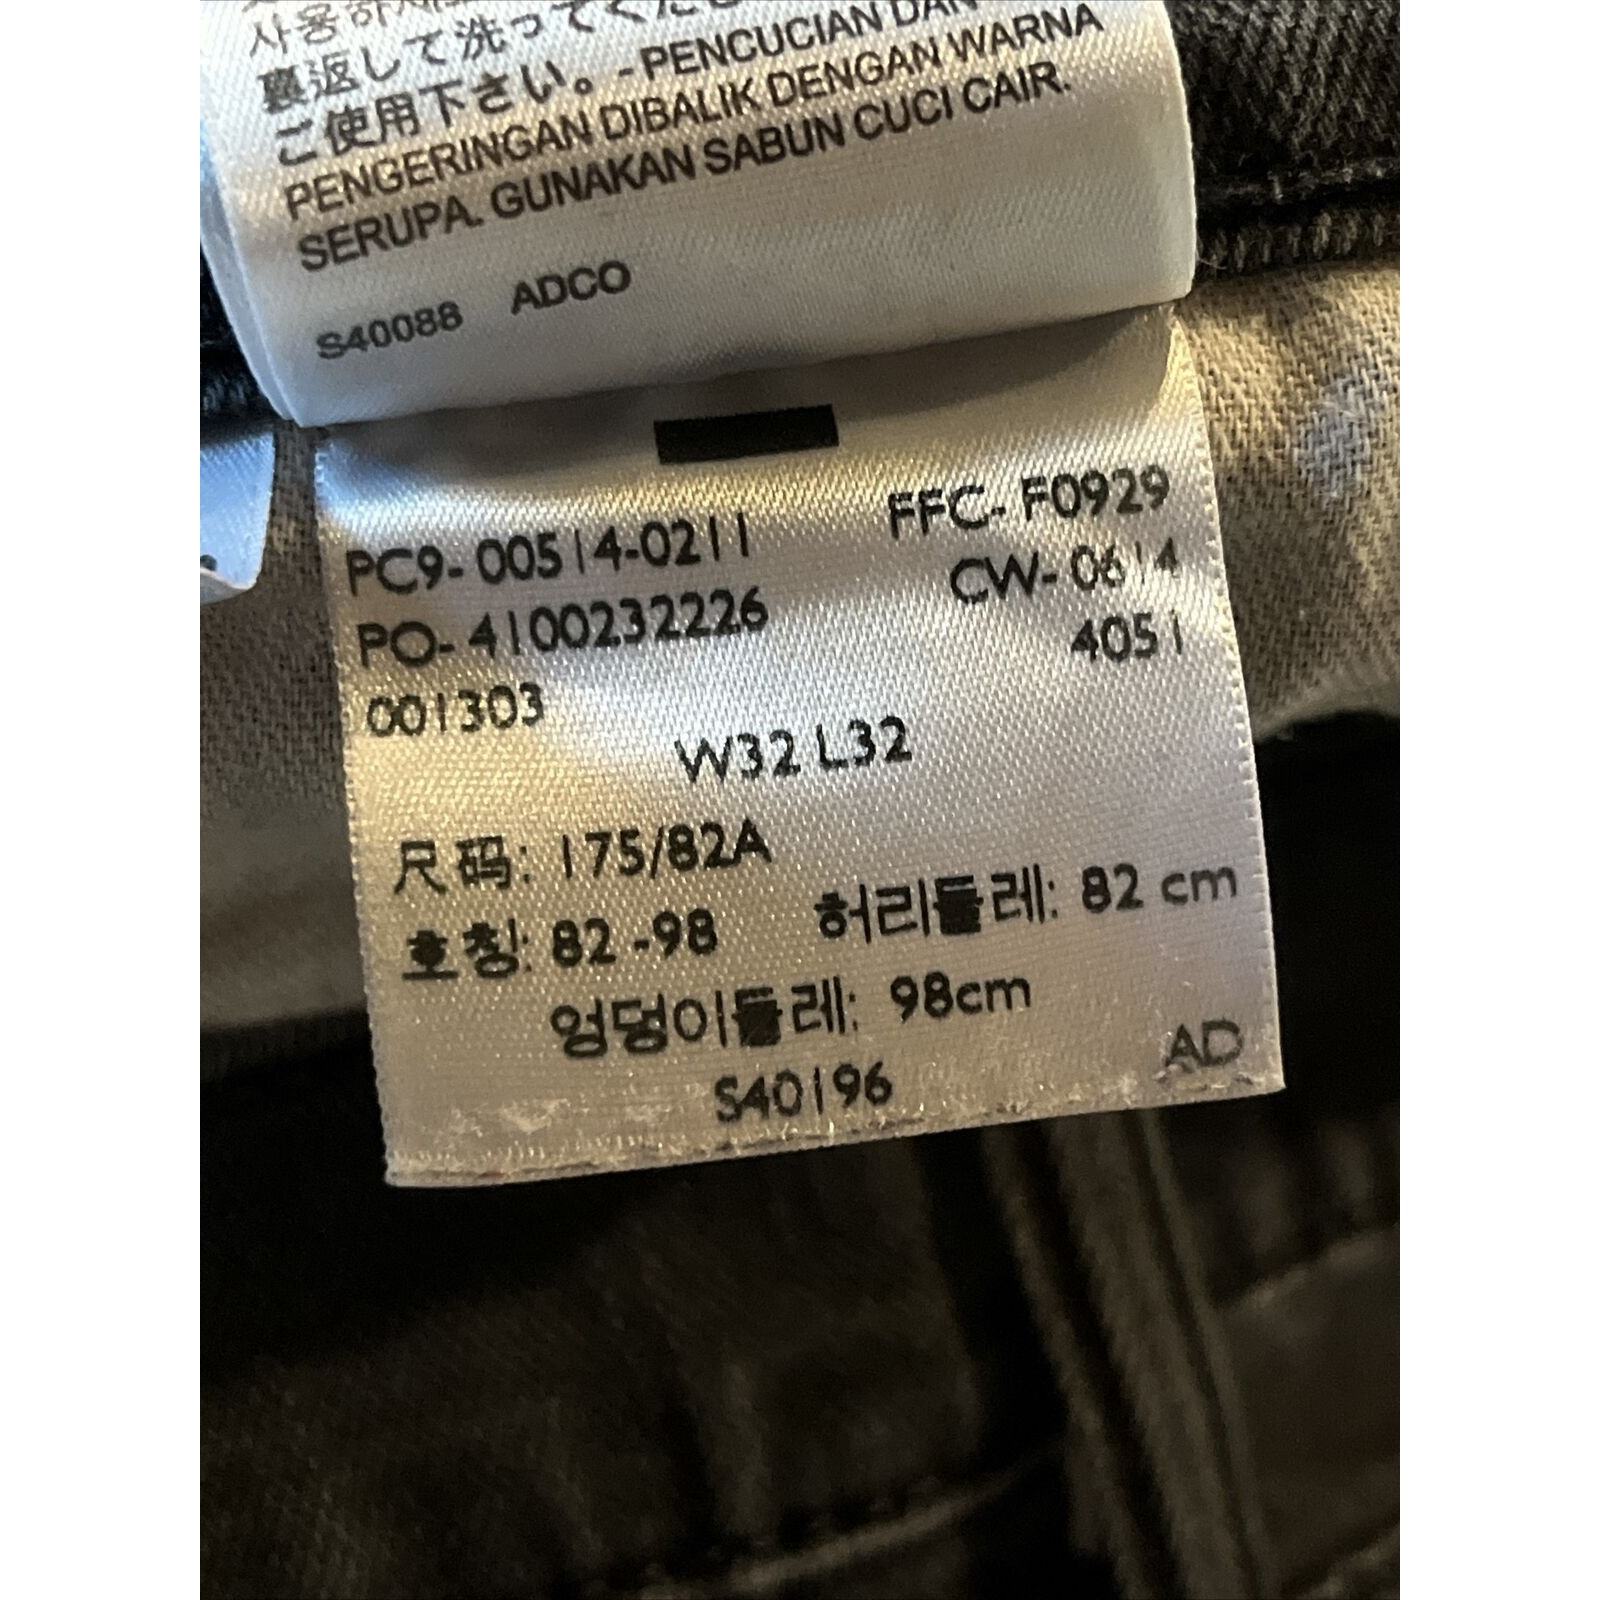 裏返して洗ってください
ご使用下さい。- PENCUCIAN DAN
PENGERINGAN DIBALIK DENGAN WARNA
SERUPA. GUNAKAN SABUN CUCI CAIR.
S40088 ADCO
PC9- 00514-0211 FFC- F0929
PO- 4100232226 CW- 0614
001303 4051
W32 L32
尺码: 175/82A
호칭: 82 -98 허리둘레: 82 cm
엉덩이둘레: 98cm
S40196 AD